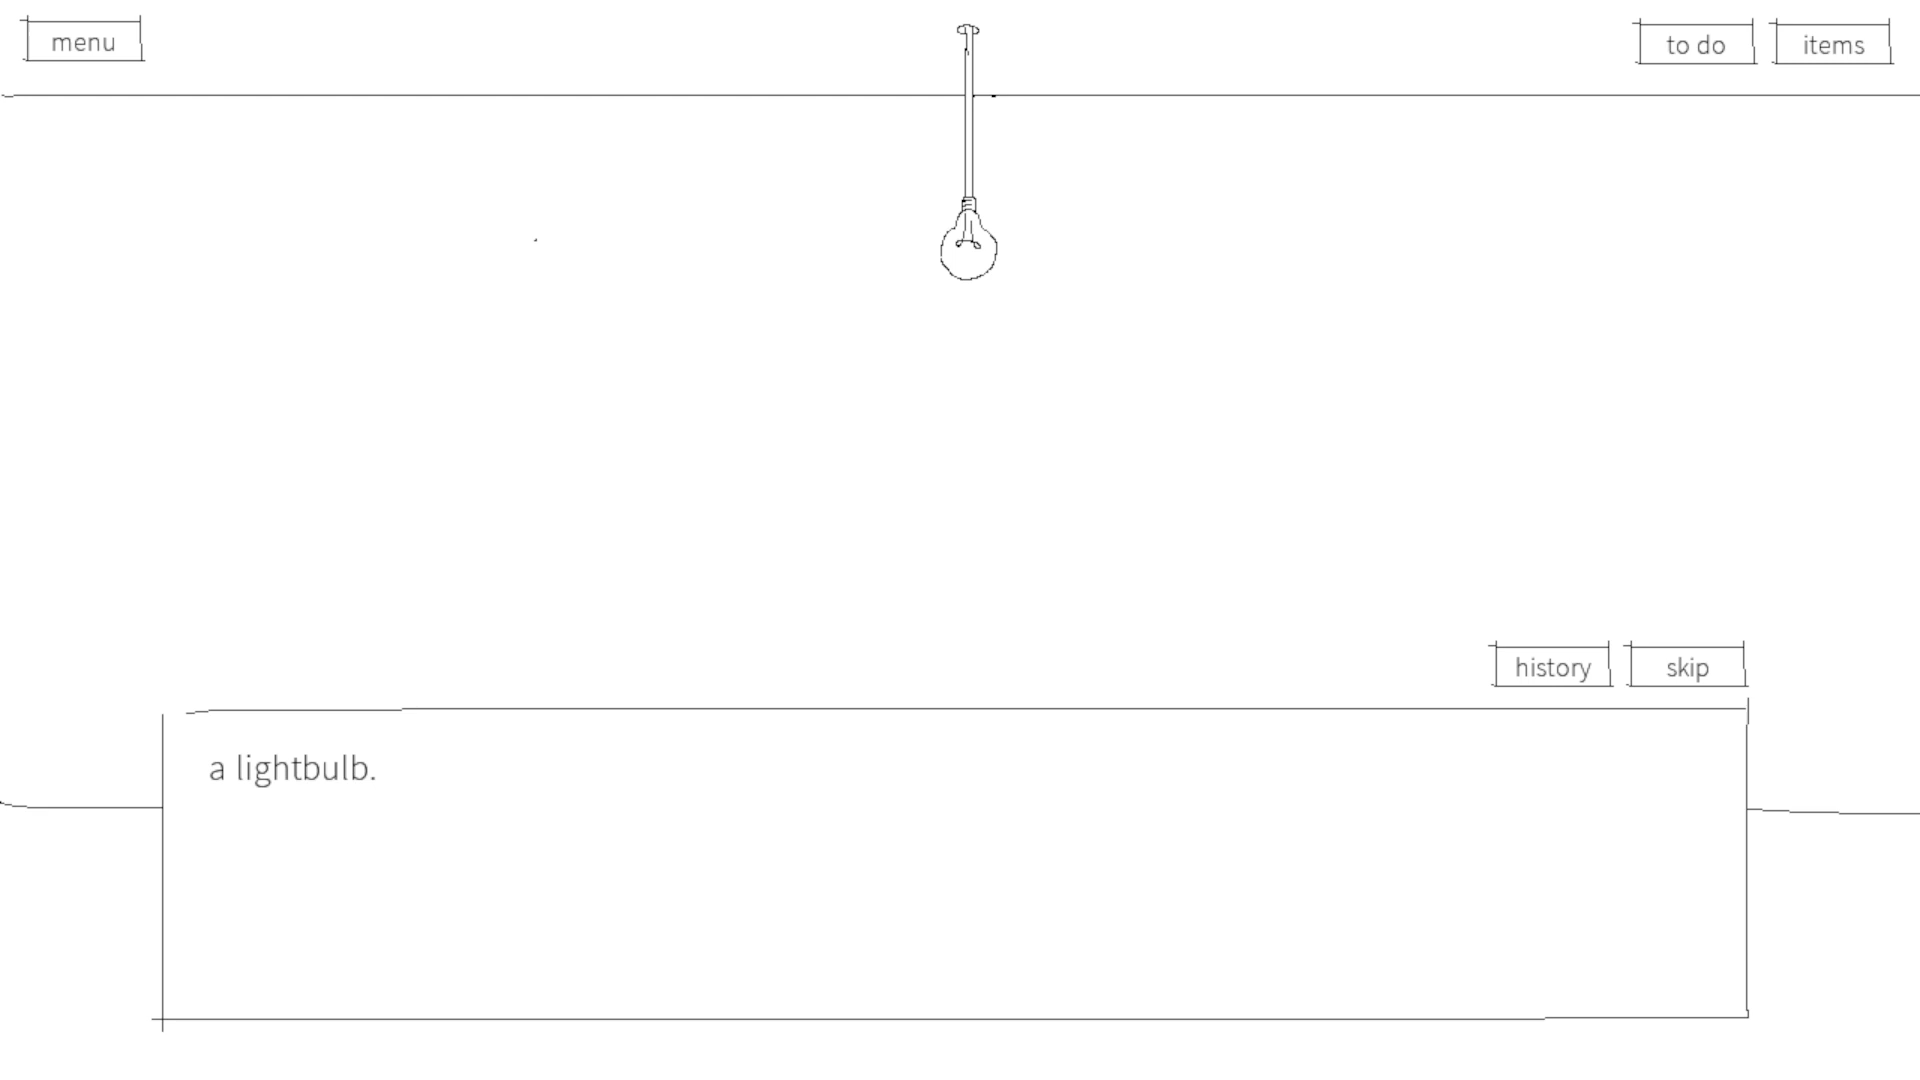 menu
to do
items
history
skip
a lightbulb.